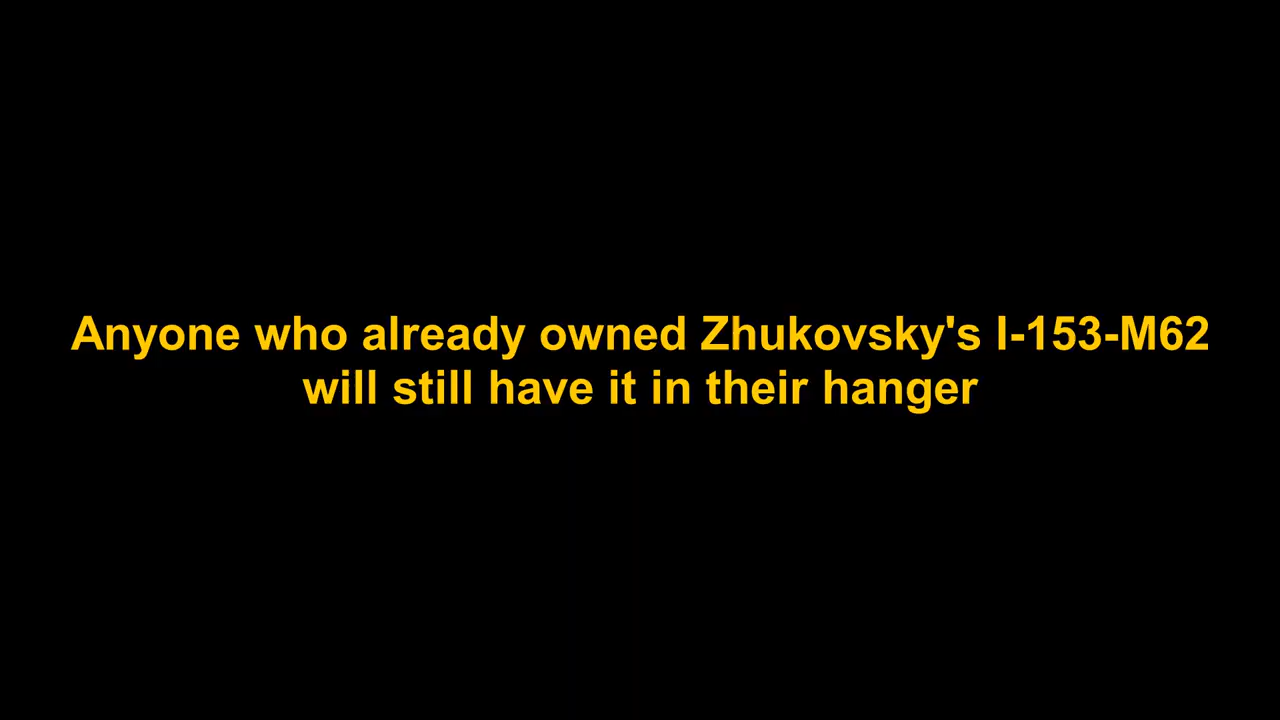 Anyone who already owned Zhukovsky's I-153-M62
will still have it in their hanger